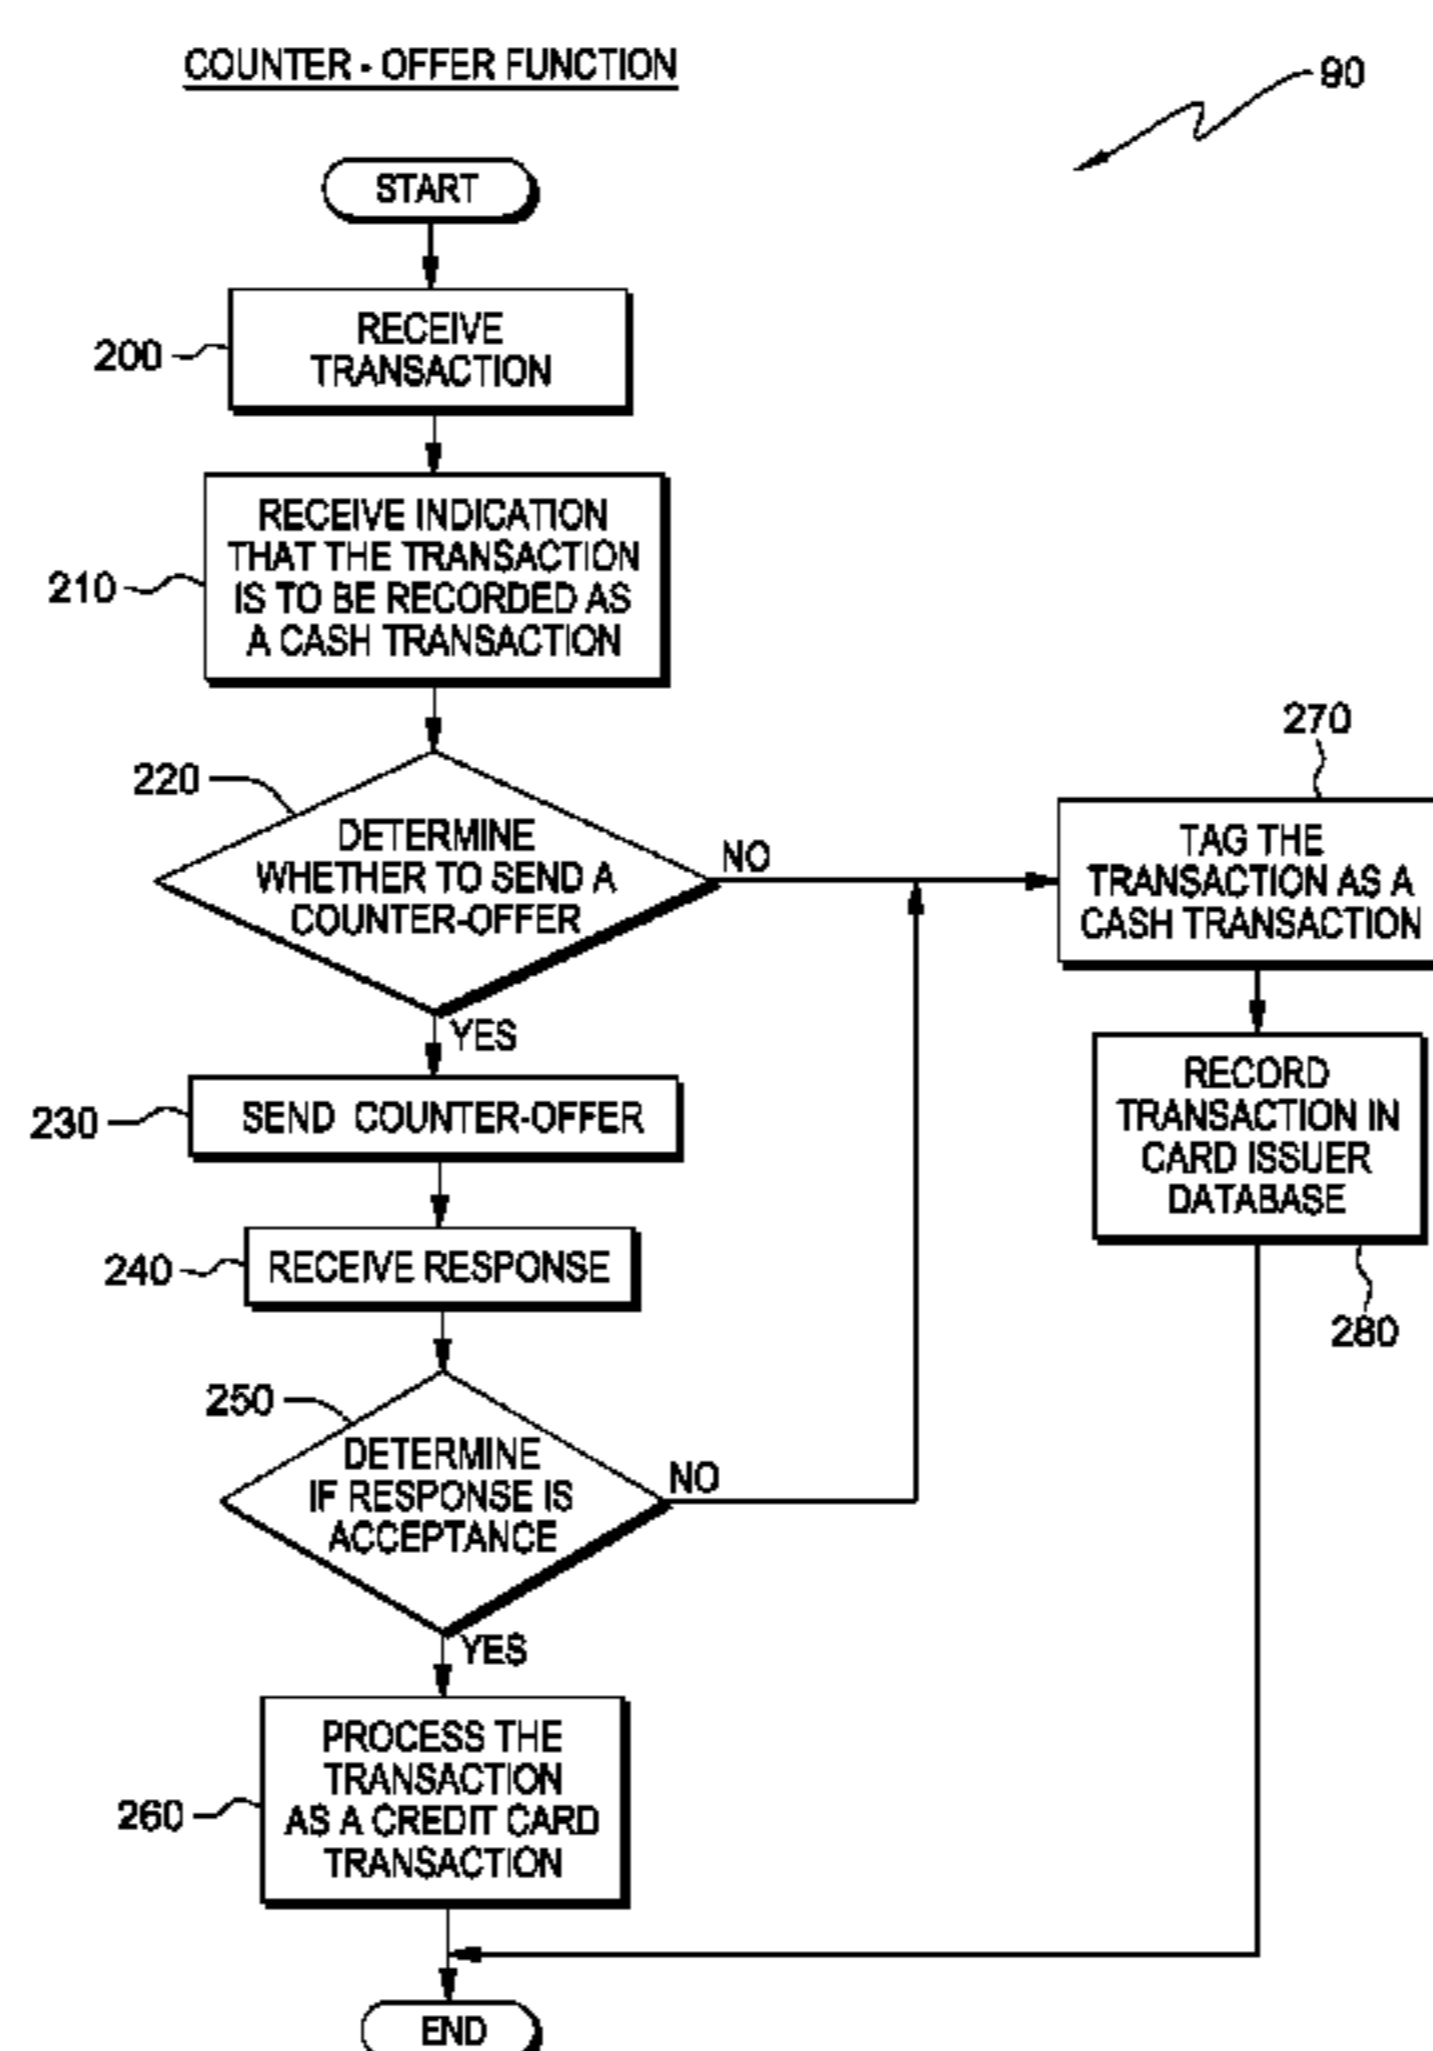 COUNTER - OFFER FUNCTION
90
START
200
RECEIVE
TRANSACTION
210
RECEIVE INDICATION
THAT THE TRANSACTION
IS TO BE RECORDED AS
A CASH TRANSACTION
220
DETERMINE
WHETHER TO SEND A
COUNTER-OFFER
NO
YES
270
TAG THE
TRANSACTION AS A
CASH TRANSACTION
230
SEND COUNTER-OFFER
RECORD
TRANSACTION IN
CARD ISSUER
DATABASE
280
240
RECEIVE RESPONSE
250
DETERMINE
IF RESPONSE IS
ACCEPTANCE
NO
YES
260
PROCESS THE
TRANSACTION
AS A CREDIT CARD
TRANSACTION
END